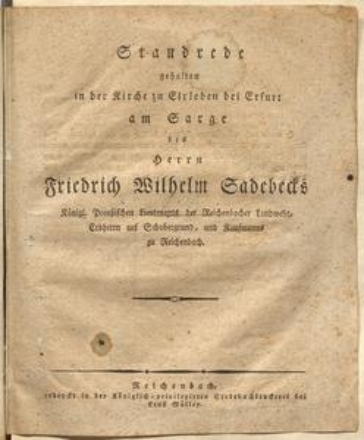 Standrede
gehalten
in der Kirche zu Elxleben bei Erfurt
am Sarge
des
Herrn
Friedrich Wilhelm Sadebecks
Königl. Preußischen Lieutenants der Reichenbacher Landwehr,
Erbherrn auf Schobergrund, und Kaufmanns
zu Reichenbach.
Reichenbach,
gedruckt in der Königlich-privilegirten Stadtbuchdruckerei bei
Ernst Müller.